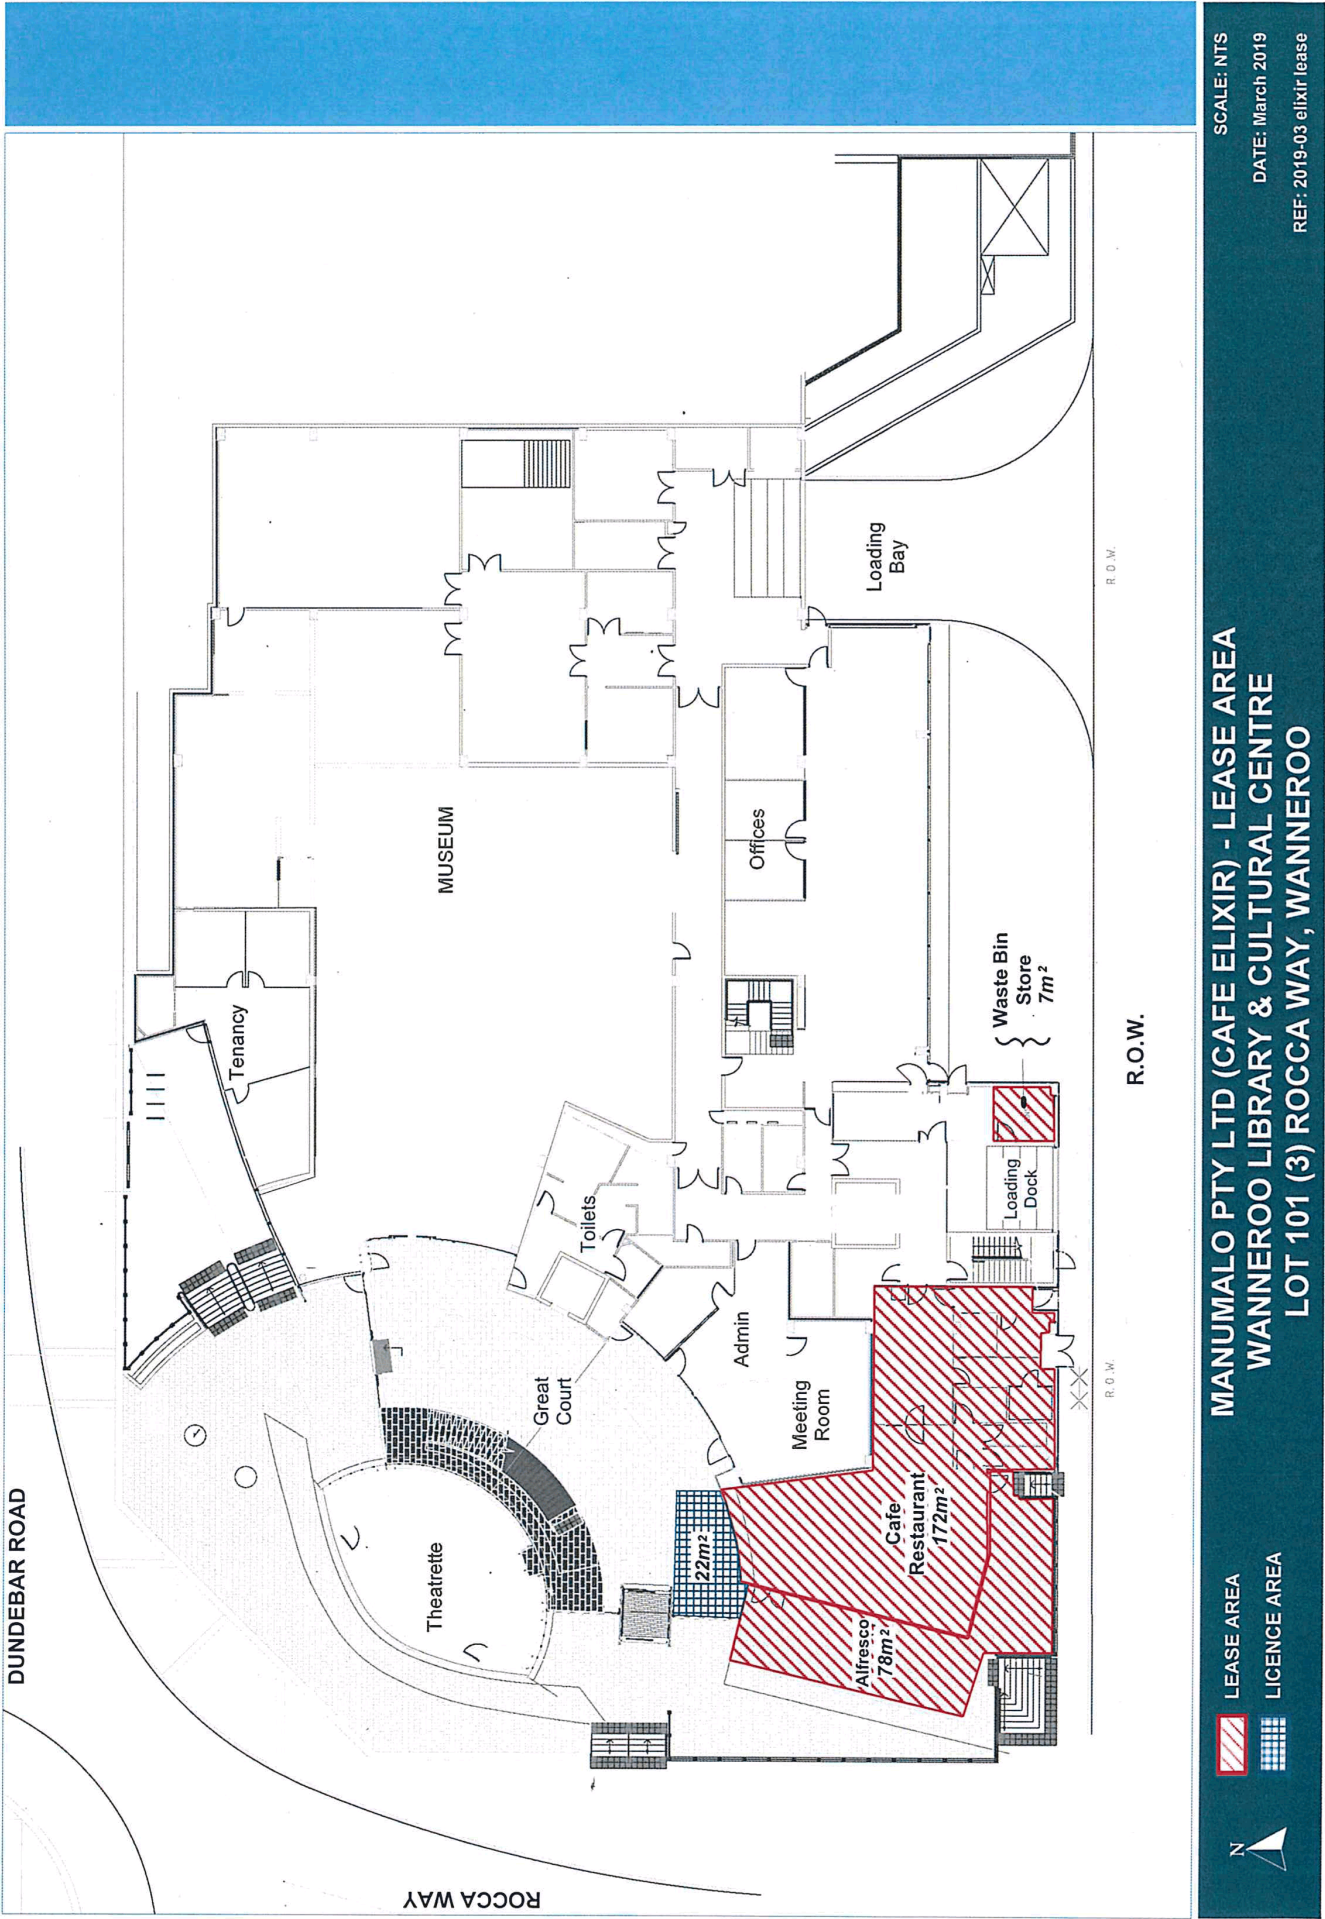 DUNDEBAR ROAD
ROCCA WAY
Theatrette
Great
Court
Toilets
Tenancy
MUSEUM
Admin
Meeting
Room
Offices
22m²
Alfresco
78m²
Cafe
Restaurant
172m²
Loading
Dock
Waste Bin
Store
7m²
Loading
Bay
R.O.W.
R.O.W.
R.O.W.
N
LEASE AREA
LICENCE AREA
MANUMALO PTY LTD (CAFE ELIXIR) - LEASE AREA
WANNEROO LIBRARY & CULTURAL CENTRE
LOT 101 (3) ROCCA WAY, WANNEROO
SCALE: NTS
DATE: March 2019
REF: 2019-03 elixir lease